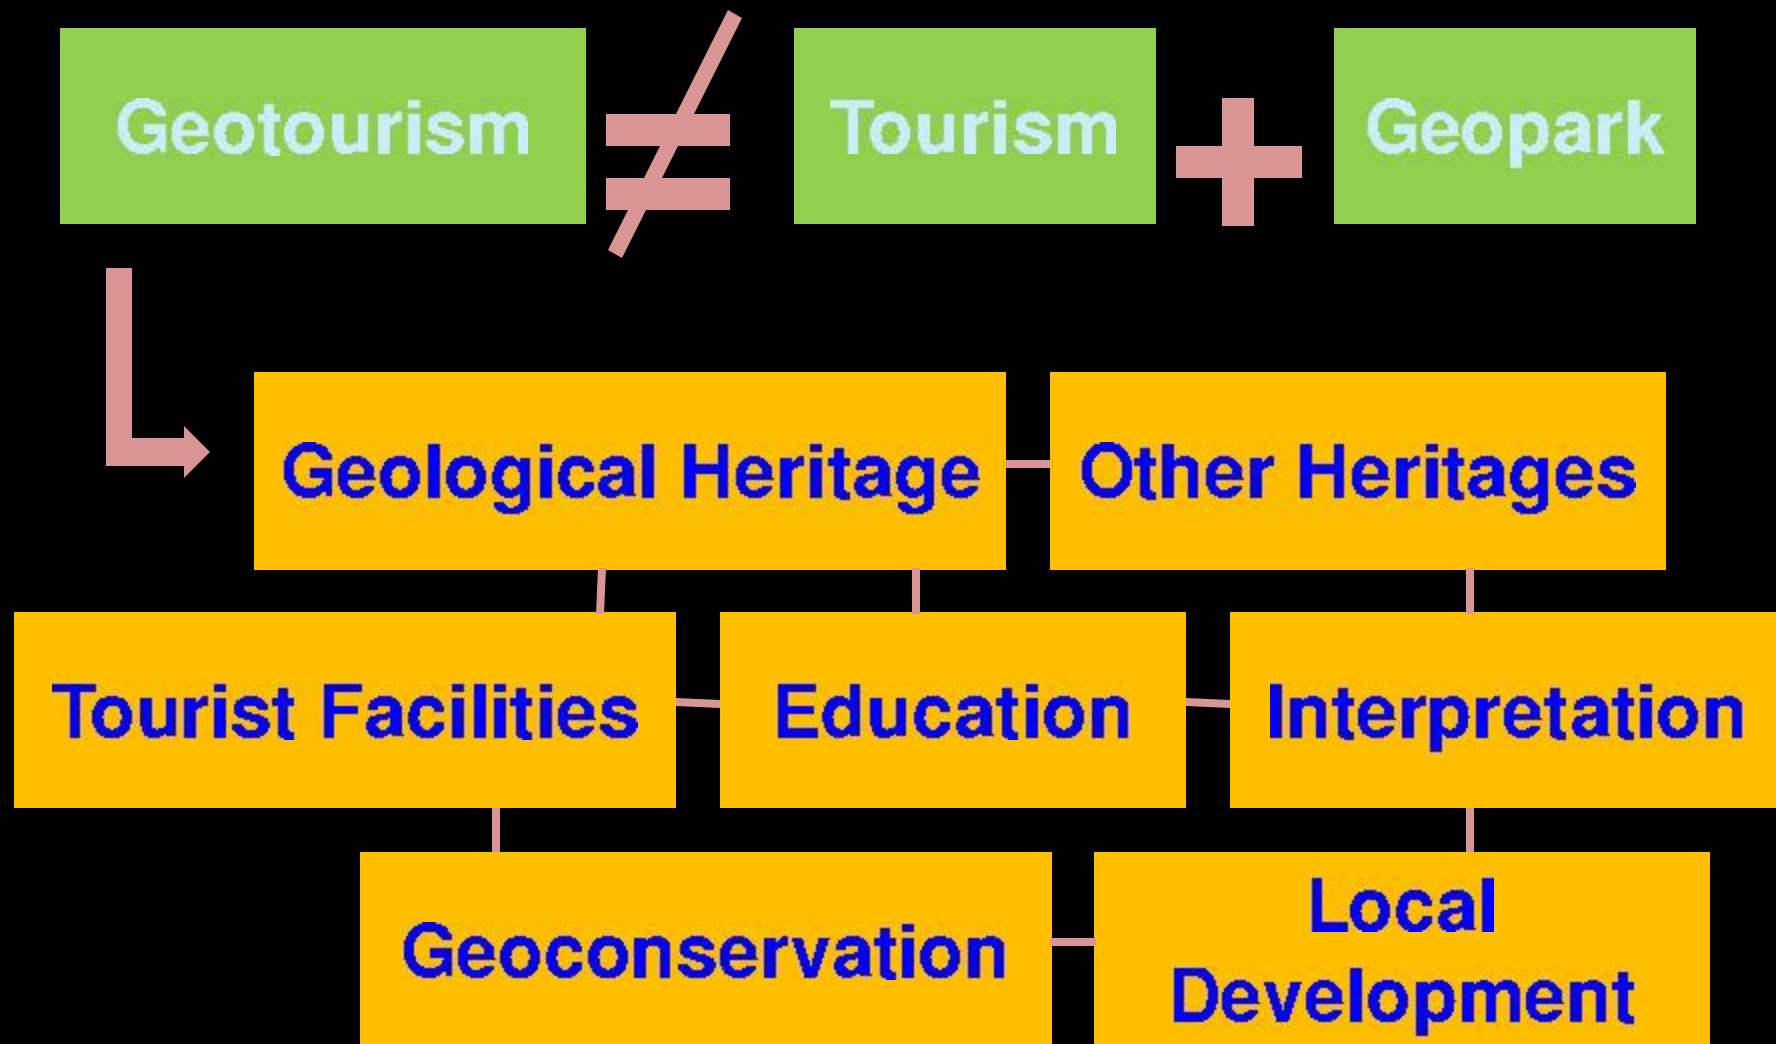 Geotourism ≠ Tourism + Geopark
Geological Heritage Other Heritages
Tourist Facilities Education Interpretation
Geoconservation
Local
Development